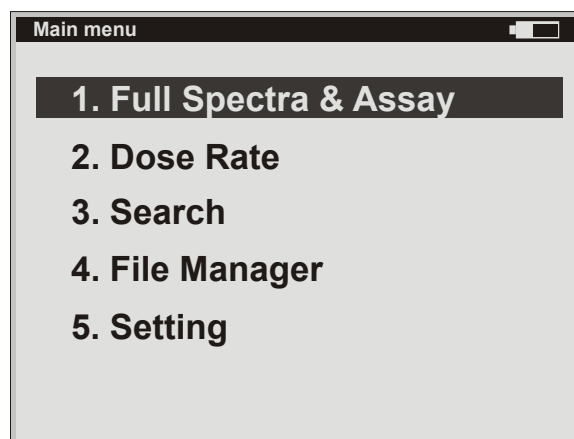 Main menu
1. Full Spectra & Assay
2. Dose Rate
3. Search
4. File Manager
5. Setting